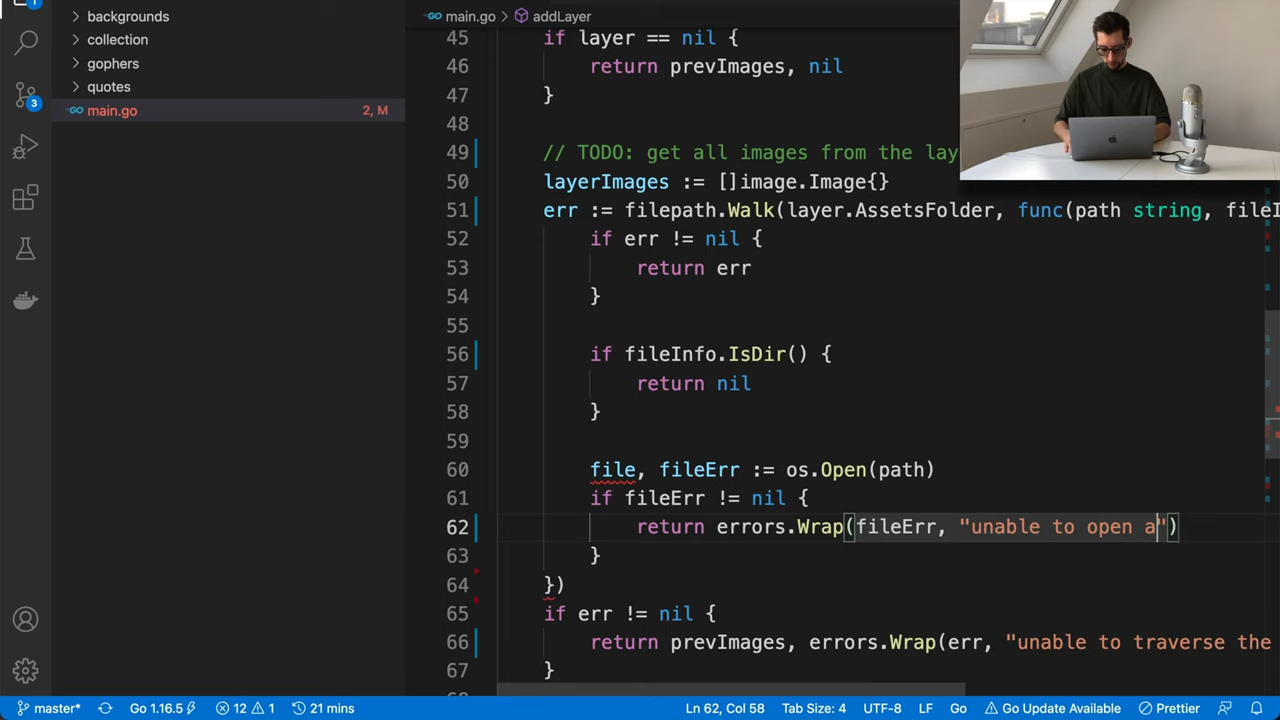 backgrounds
collection
gophers
quotes
main.go 2, M
3
main.go > addLayer
45 if layer == nil {
46 return prevImages, nil
47 }
48
49 // TODO: get all images from the lay
50 layerImages := []image.Image{}
51 err := filepath.Walk(layer.AssetsFolder, func(path string, fileI
52 if err != nil {
53 return err
54 }
55
56 if fileInfo.IsDir() {
57 return nil
58 }
59
60 file, fileErr := os.Open(path)
61 if fileErr != nil {
62 return errors.Wrap(fileErr, "unable to open a")
63 }
64 })
65 if err != nil {
66 return prevImages, errors.Wrap(err, "unable to traverse the
67 }
master* Go 1.16.5 12 1 21 mins Ln 62, Col 58 Tab Size: 4 UTF-8 LF Go Go Update Available Prettier